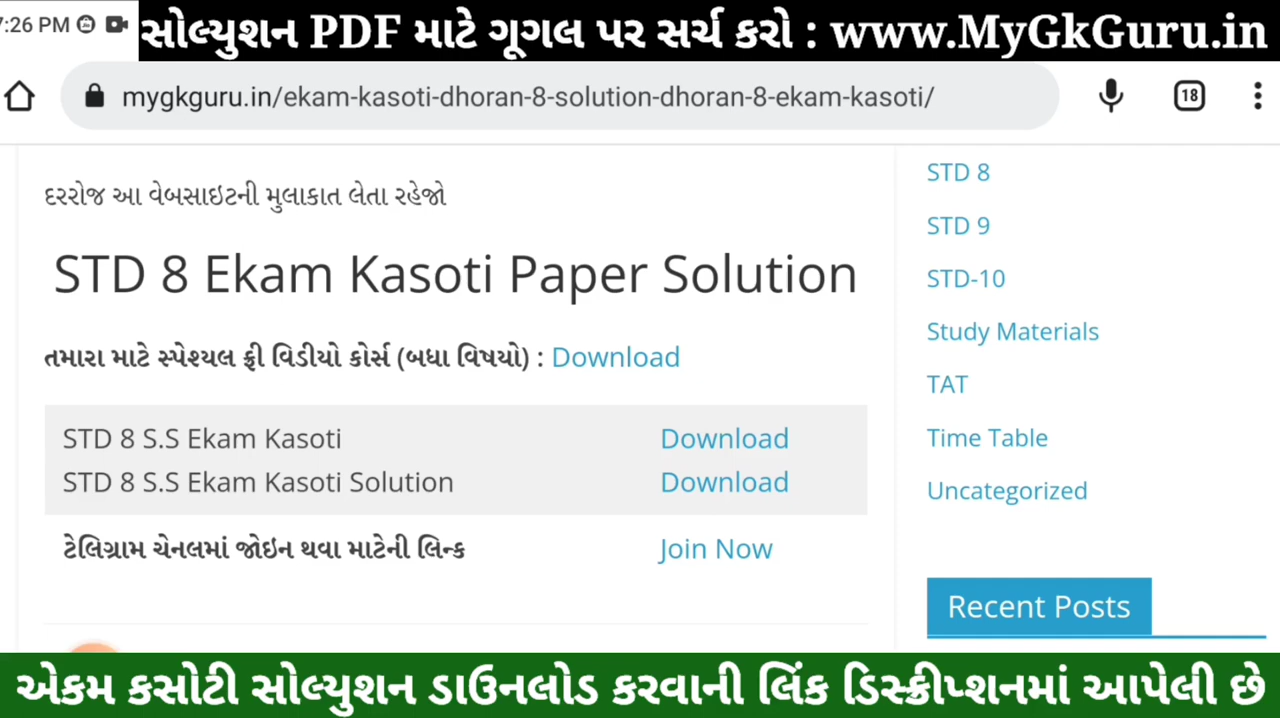 :26 PM
સોલ્યુશન PDF માટે ગૂગલ પર સર્ચ કરો : www.MyGkGuru.in
mygkguru.in/ekam-kasoti-dhoran-8-solution-dhoran-8-ekam-kasoti/
18
દરરોજ આ વેબસાઇટની મુલાકાત લેતા રહેજો
STD 8 Ekam Kasoti Paper Solution
તમારા માટે સ્પેશ્યલ ફ્રી વિડીયો કોર્સ (બધા વિષયો) : Download
STD 8 S.S Ekam Kasoti Download
STD 8 S.S Ekam Kasoti Solution Download
ટેલિગ્રામ ચેનલમાં જોઇન થવા માટેની લિન્ક Join Now
STD 8
STD 9
STD-10
Study Materials
TAT
Time Table
Uncategorized
Recent Posts
એકમ કસોટી સોલ્યુશન ડાઉનલોડ કરવાની લિંક ડિસ્ક્રીપ્શનમાં આપેલી છે